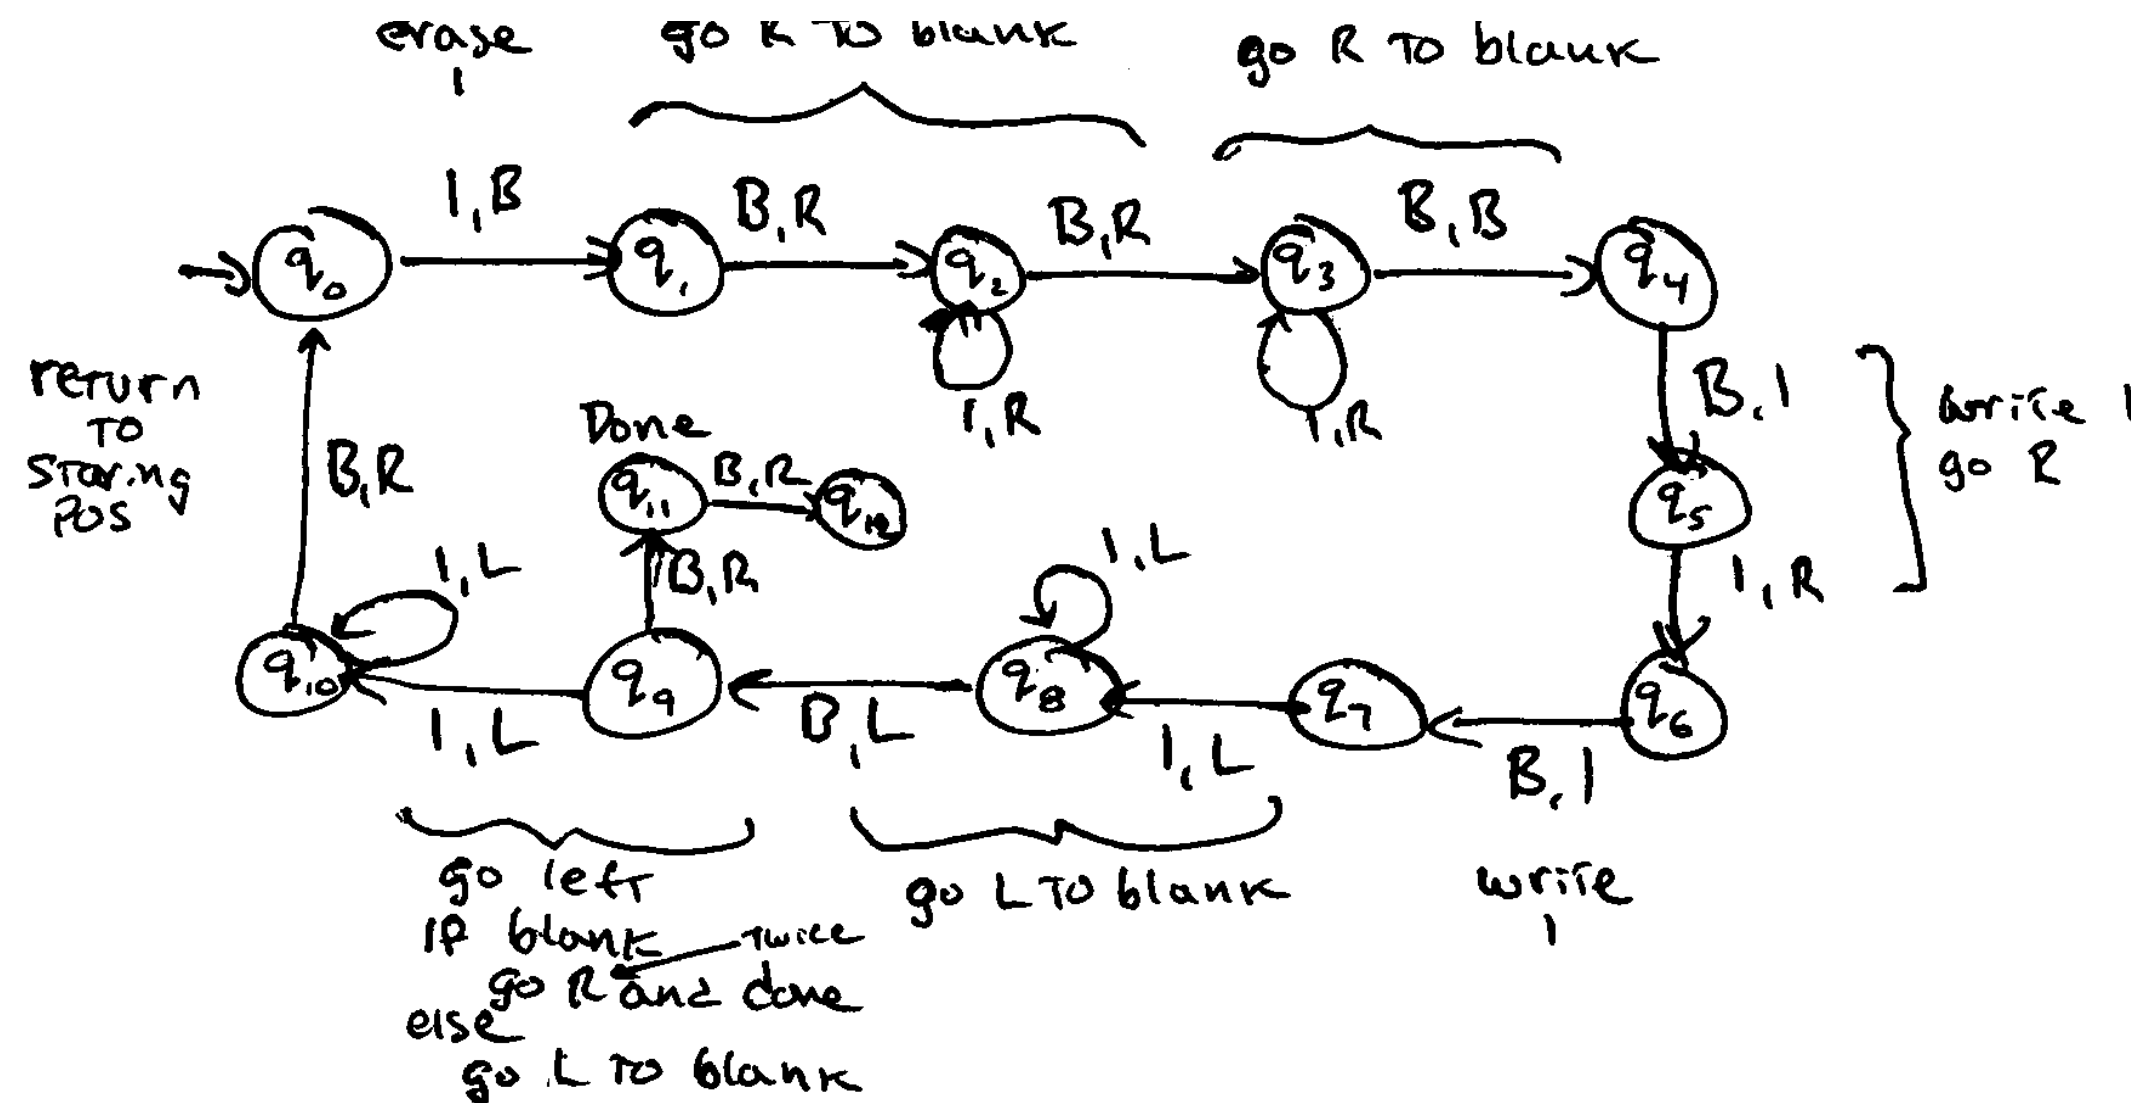 erase
1
go R to blank
go R to blank
1,B
B,R
B,R
B,B
q0
q1
q2
q3
q4
1,R
1,R
B,1
write 1
go R
return
to
staring
pos
B,R
Done
q11
B,R
q12
q5
B,R
1,L
1,L
1,R
q10
q9
q8
q7
q6
1,L
B,L
1,L
B,1
go left
if blank
twice
go R and done
else
go L to blank
go L to blank
write
1